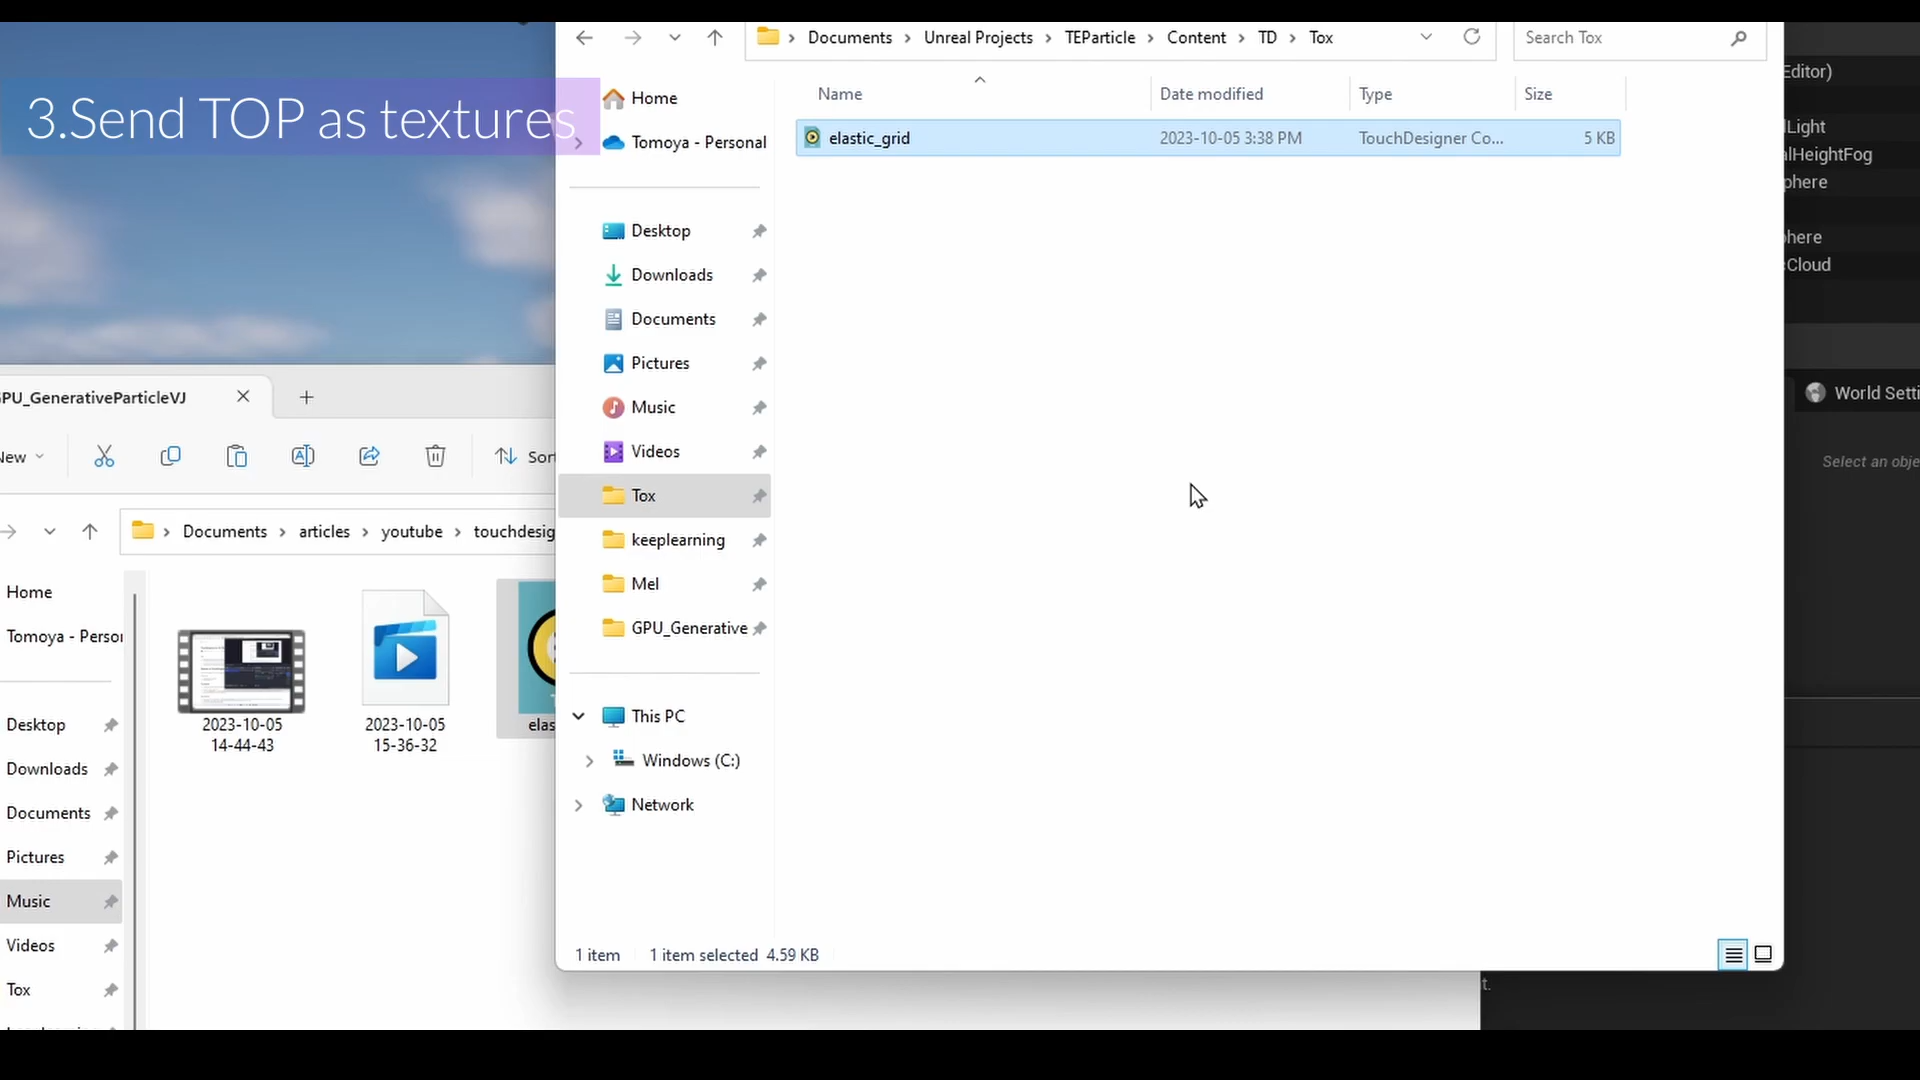 Documents > Unreal Projects > TEParticle > Content > TD > Tox
Search Tox
3.Send TOP as textures
Home
Tomoya - Personal
Desktop
Downloads
Documents
Pictures
Music
Videos
Tox
keeplearning
Mel
GPU_Generative
This PC
Windows (C:)
Network
Name
Date modified
Type
Size
elastic_grid
2023-10-05 3:38 PM
TouchDesigner Co...
5 KB
1 item
1 item selected 4.59 KB
Editor)
Light
alHeightFog
phere
here
Cloud
World Setti
Select an obje
t.
PU_GenerativeParticleVJ
ew
Sort
Documents > articles > youtube > touchdesig
Home
Tomoya - Person
Desktop
Downloads
Documents
Pictures
Music
Videos
Tox
2023-10-05
14-44-43
2023-10-05
15-36-32
elas